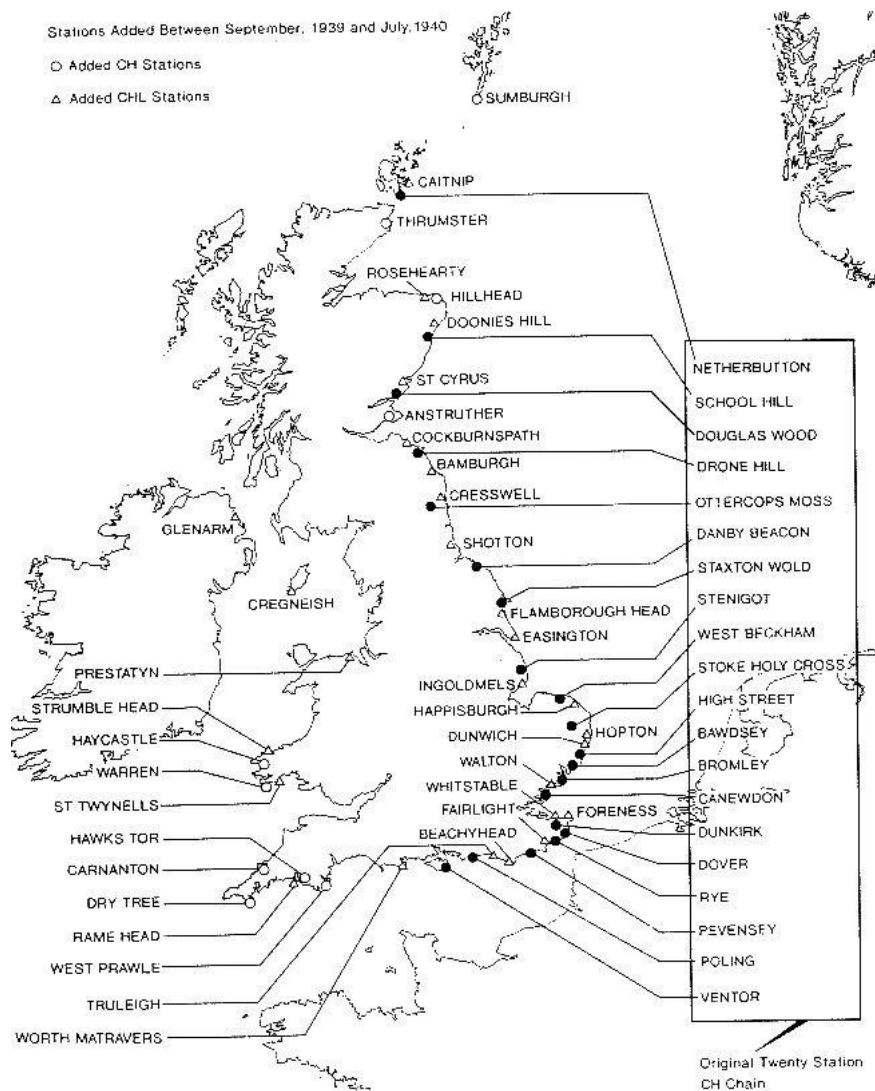 Stations Added Between September, 1939 and July, 1940
Added CH Stations
Added CHL Stations
SUMBURGH
CAITNIP
THRUMSTER
ROSEHEARTY
HILLHEAD
DOONIES HILL
ST CYRUS
ANSTRUTHER
COCKBURNSPATH
BAMBURGH
CRESSWELL
GLENARM
SHOTTON
CREGNEISH
FLAMBOROUGH HEAD
EASINGTON
PRESTATYN
INGOLDMELS
STRUMBLE HEAD
HAPPISBURGH
HAYCASTLE
DUNWICH
HOPTON
WARREN
WALTON
ST TWYNELLS
WHITSTABLE
FAIRLIGHT
FORENESS
HAWKS TOR
BEACHYHEAD
CARNANTON
DRY TREE
RAME HEAD
WEST PRAWLE
TRULEIGH
WORTH MATRAVERS
NETHERBUTTON
SCHOOL HILL
DOUGLAS WOOD
DRONE HILL
OTTERCOPS MOSS
DANBY BEACON
STAXTON WOLD
STENIGOT
WEST BECKHAM
STOKE HOLY CROSS
HIGH STREET
BAWDSEY
BROMLEY
CANEWDON
DUNKIRK
DOVER
RYE
PEVENSEY
POLING
VENTOR
Original Twenty Station
CH Chain